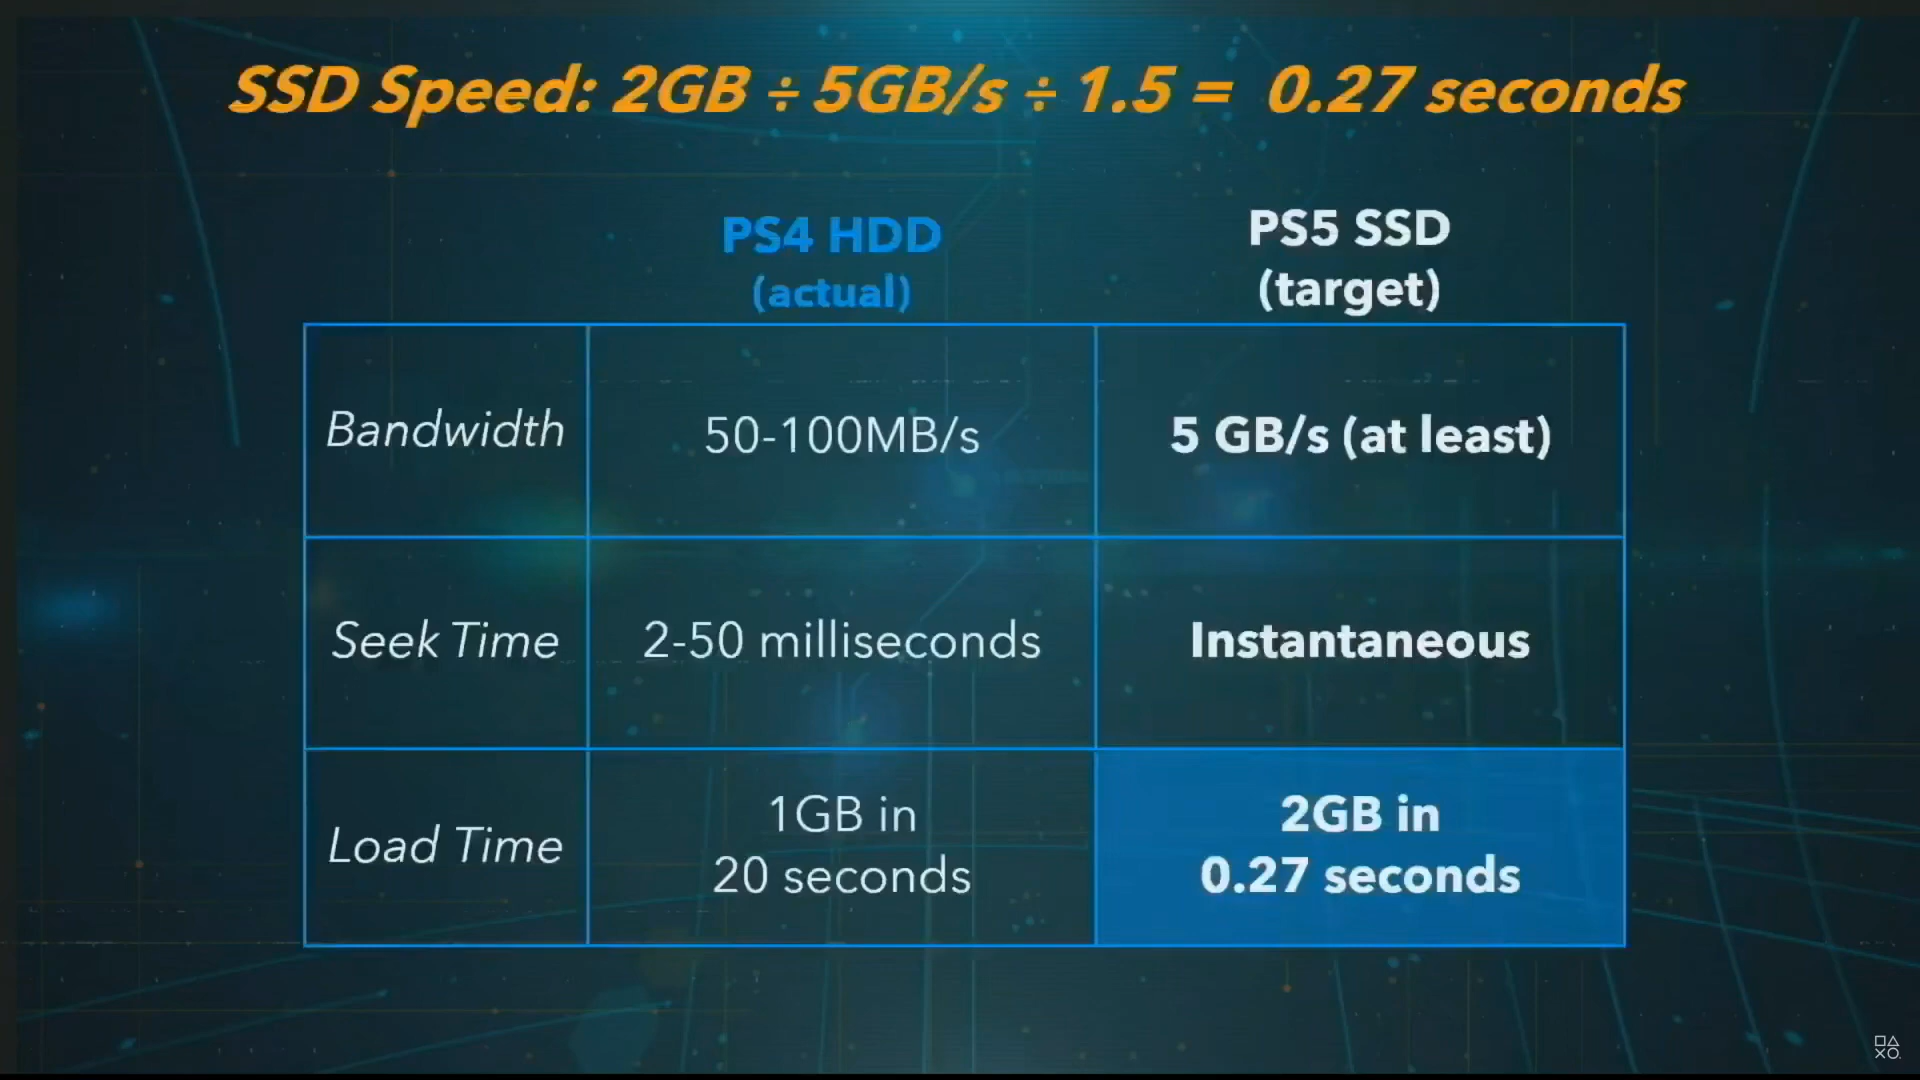 SSD Speed: 2GB ÷ 5GB/s ÷ 1.5 = 0.27 seconds
PS4 HDD
(actual)
PS5 SSD
(target)
Bandwidth
50-100MB/s
5 GB/s (at least)
Seek Time
2-50 milliseconds
Instantaneous
Load Time
1GB in
20 seconds
2GB in
0.27 seconds